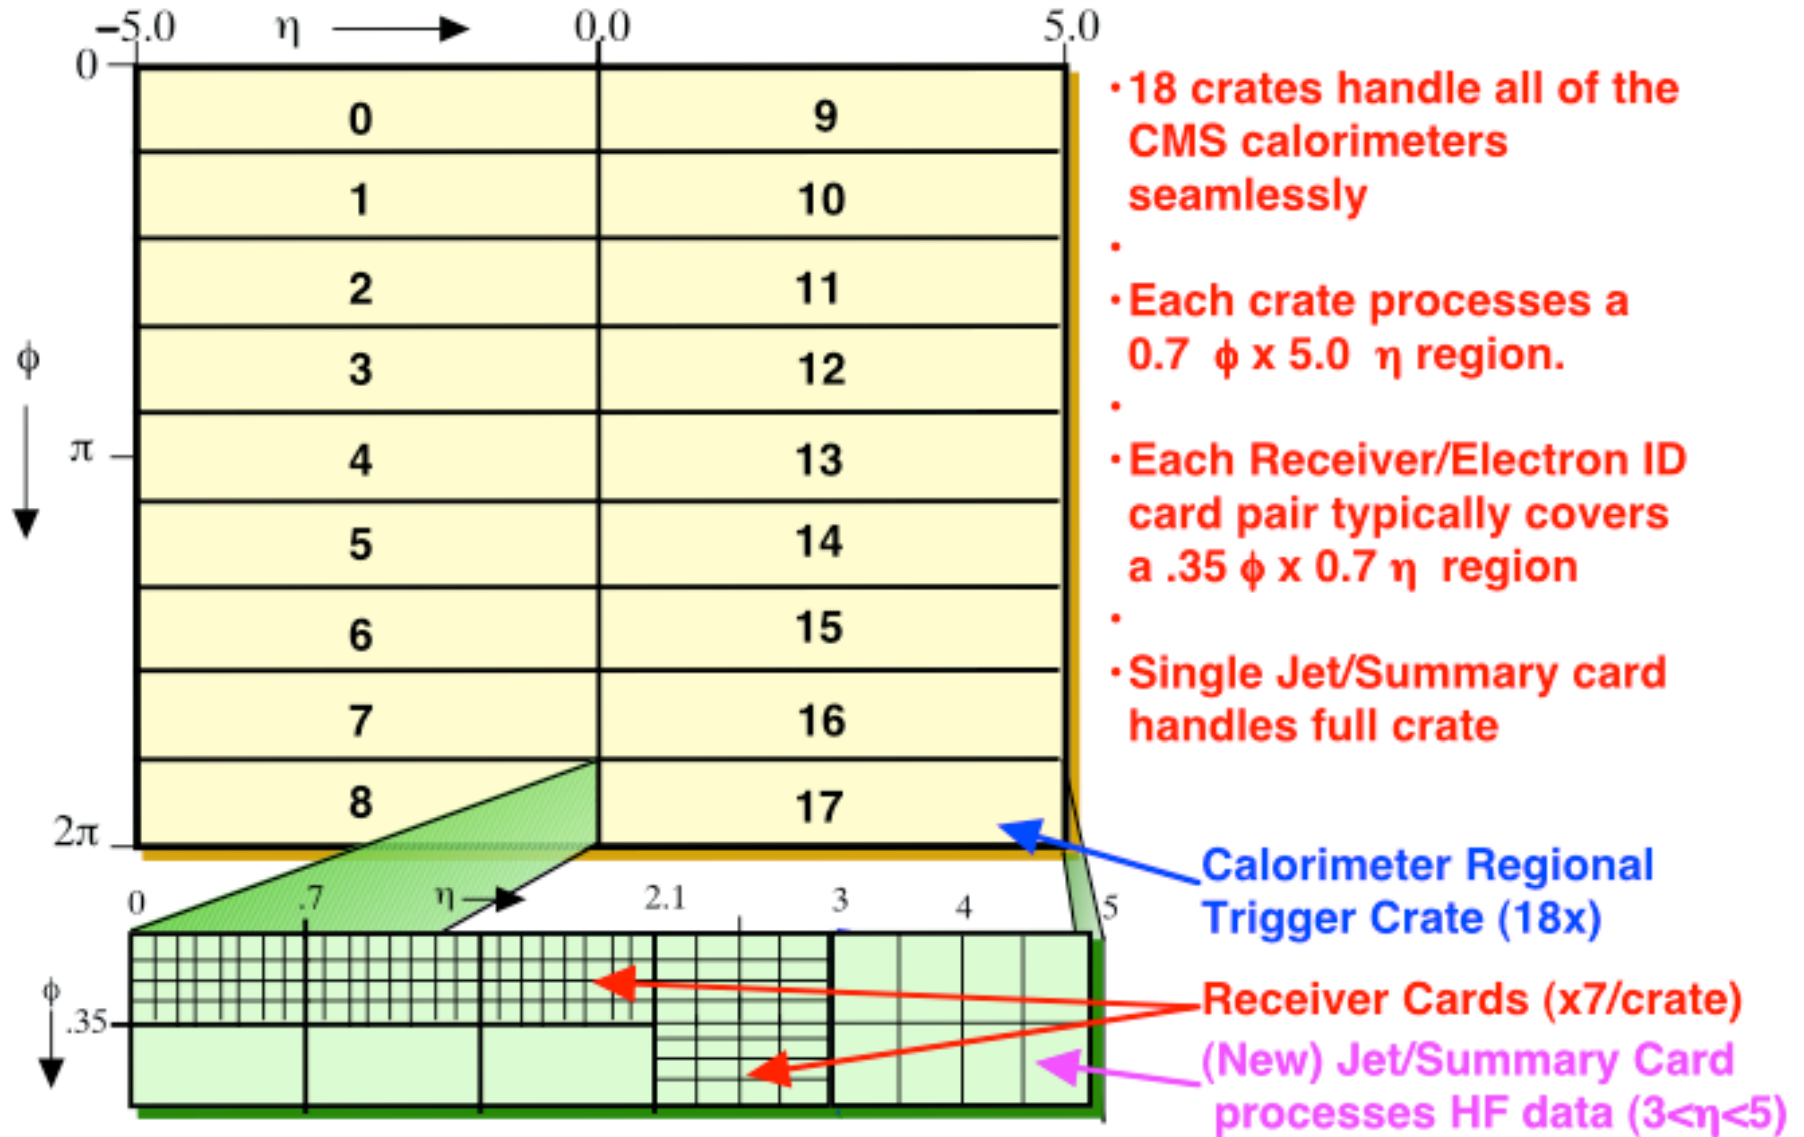 −5.0 η 0.0 5.0
0
0 9
1 10
2 11
3 12
4 13
5 14
6 15
7 16
8 17
ϕ
π
2π
·18 crates handle all of the
CMS calorimeters
seamlessly
·
·Each crate processes a
0.7 ϕ x 5.0 η region.
·
·Each Receiver/Electron ID
card pair typically covers
a .35 ϕ x 0.7 η region
·
·Single Jet/Summary card
handles full crate
Calorimeter Regional
Trigger Crate (18x)
0 .7 η 2.1 3 4 5
ϕ
.35
Receiver Cards (x7/crate)
(New) Jet/Summary Card
processes HF data (3<η<5)